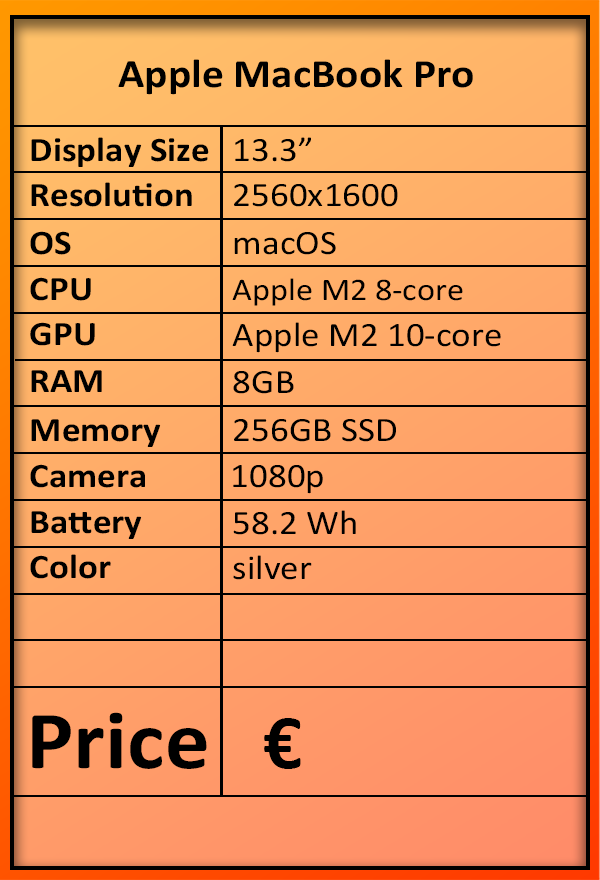 Apple MacBook Pro
Display Size 13.3”
Resolution 2560x1600
OS macOS
CPU Apple M2 8-core
GPU Apple M2 10-core
RAM 8GB
Memory 256GB SSD
Camera 1080p
Battery 58.2 Wh
Color silver
Price €